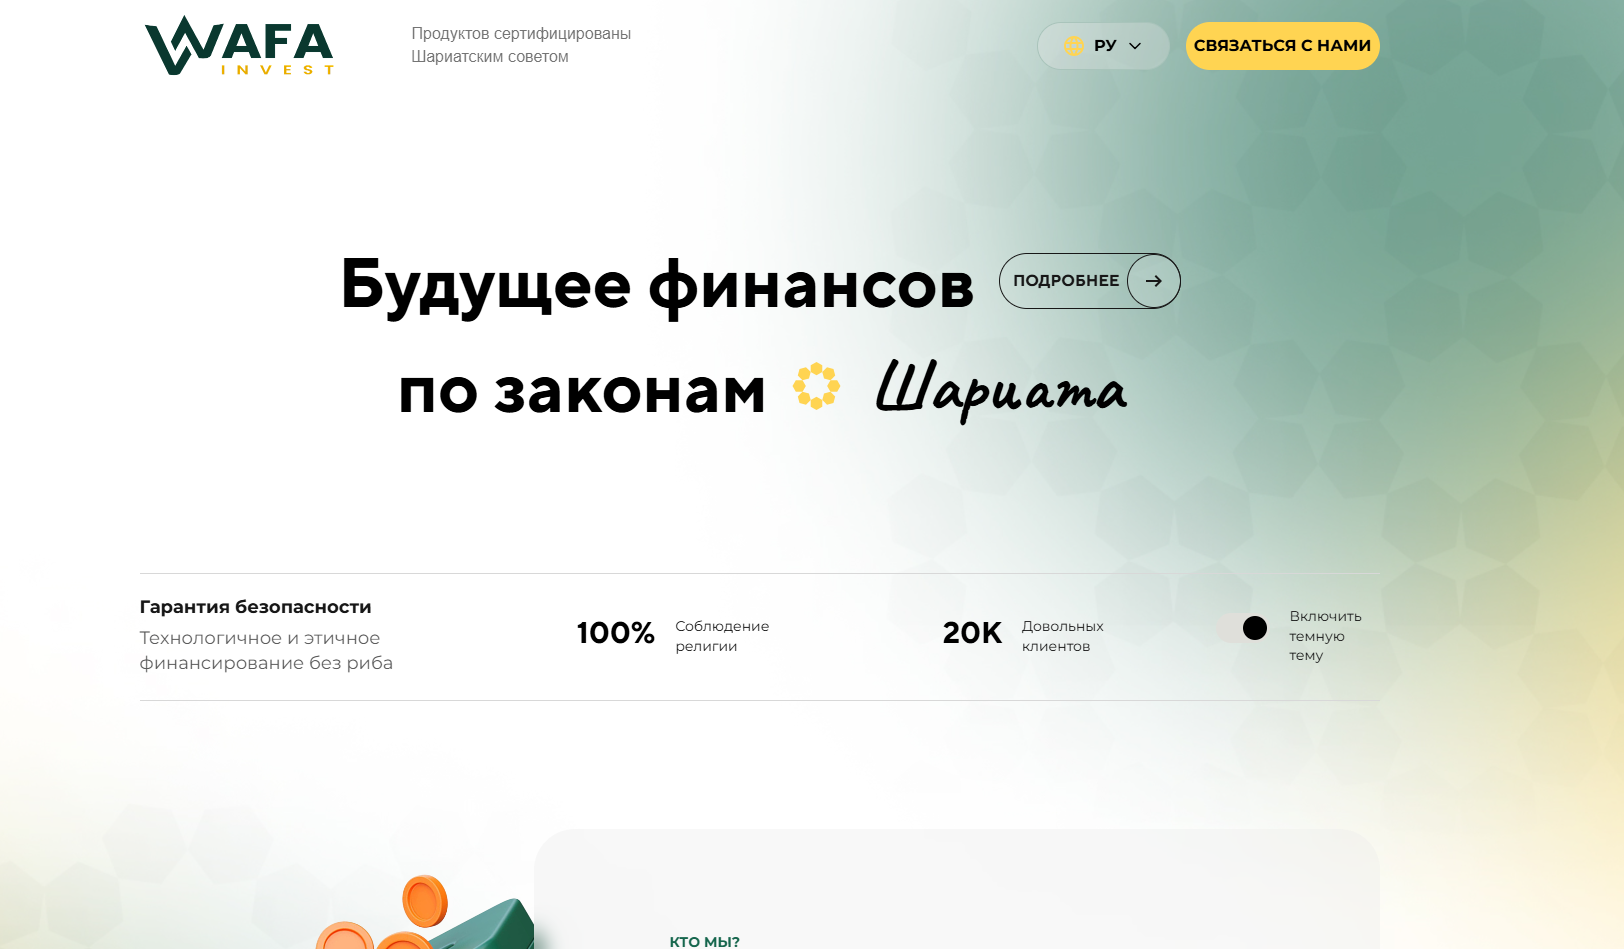 WAFA
INVEST
Продуктов сертифицированы
Шариатским советом
РУ
СВЯЗАТЬСЯ С НАМИ
Будущее финансов
ПОДРОБНЕЕ
по законам Шариата
Гарантия безопасности
Технологичное и этичное
финансирование без риба
100%
Соблюдение
религии
20K
Довольных
клиентов
Включить
темную
тему
КТО МЫ?